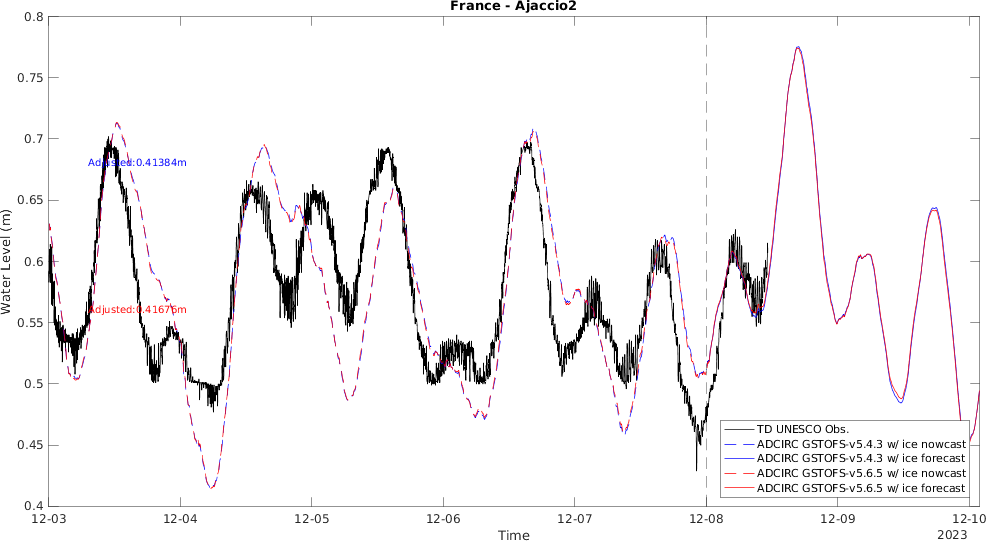 France - Ajaccio2
0.8
0.75
0.7
0.65
0.6
0.55
0.5
0.45
0.4
Water Level (m)
Adjusted:0.41384m
Adjusted:0.41676m
TD UNESCO Obs.
ADCIRC GSTOFS-v5.4.3 w/ ice nowcast
ADCIRC GSTOFS-v5.4.3 w/ ice forecast
ADCIRC GSTOFS-v5.6.5 w/ ice nowcast
ADCIRC GSTOFS-v5.6.5 w/ ice forecast
12-03 12-04 12-05 12-06 12-07 12-08 12-09 12-10
Time
2023